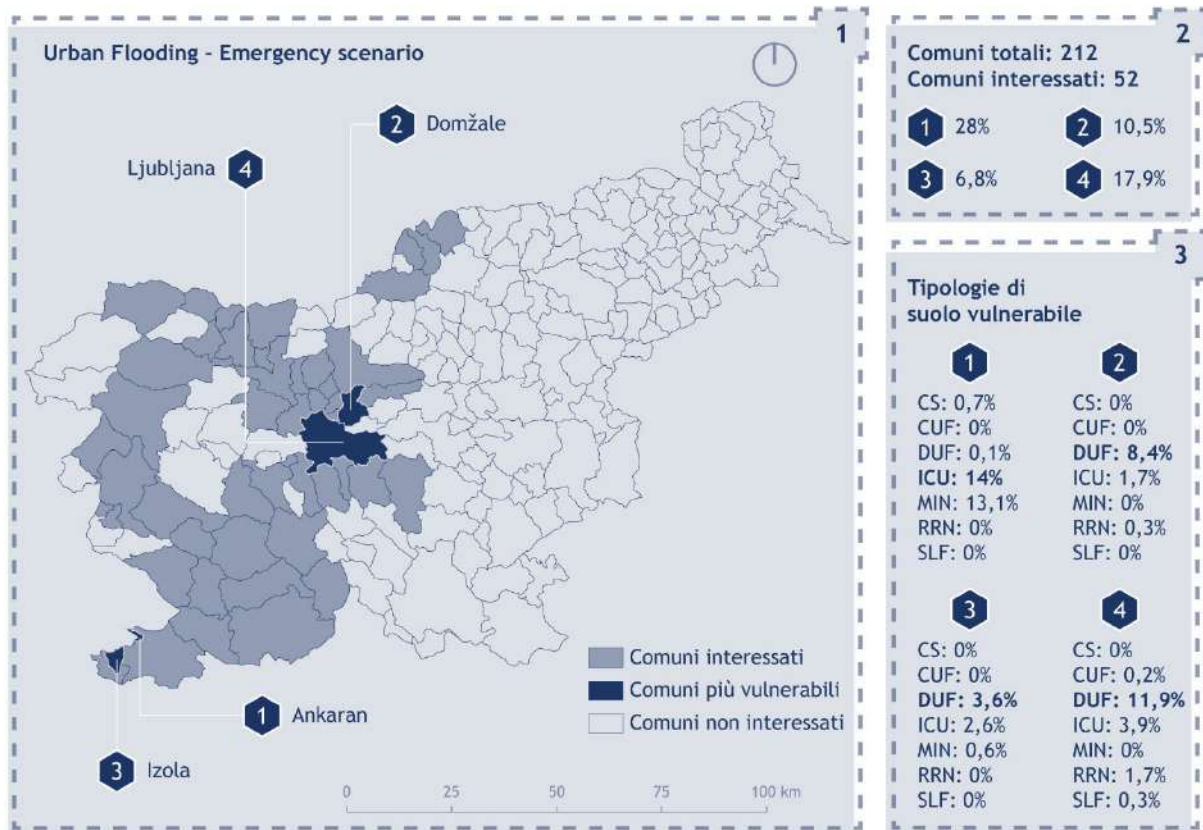 1
Urban Flooding - Emergency scenario
2 Domžale
Ljubljana 4
Comuni interessati
Comuni più vulnerabili
Comuni non interessati
1 Ankaran
3 Izola
0 25 50 75 100 km
2
Comuni totali: 212
Comuni interessati: 52
1 28%
2 10,5%
3 6,8%
4 17,9%
3
Tipologie di
suolo vulnerabile
1
CS: 0,7%
CUF: 0%
DUF: 0,1%
ICU: 14%
MIN: 13,1%
RRN: 0%
SLF: 0%
2
CS: 0%
CUF: 0%
DUF: 8,4%
ICU: 1,7%
MIN: 0%
RRN: 0,3%
SLF: 0%
3
CS: 0%
CUF: 0%
DUF: 3,6%
ICU: 2,6%
MIN: 0,6%
RRN: 0%
SLF: 0%
4
CS: 0%
CUF: 0,2%
DUF: 11,9%
ICU: 3,9%
MIN: 0%
RRN: 1,7%
SLF: 0,3%